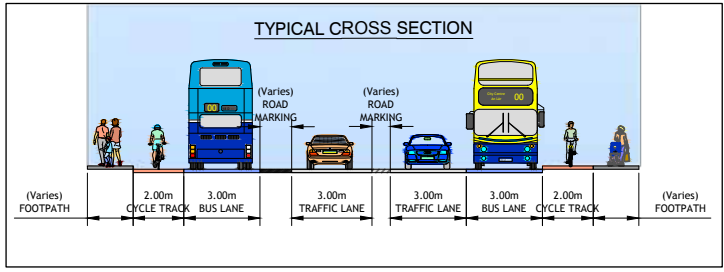 TYPICAL CROSS SECTION
(Varies)
ROAD
MARKING
(Varies)
ROAD
MARKING
00
00
(Varies)
FOOTPATH
2.00m
CYCLE TRACK
3.00m
BUS LANE
3.00m
TRAFFIC LANE
3.00m
TRAFFIC LANE
3.00m
BUS LANE
2.00m
CYCLE TRACK
(Varies)
FOOTPATH